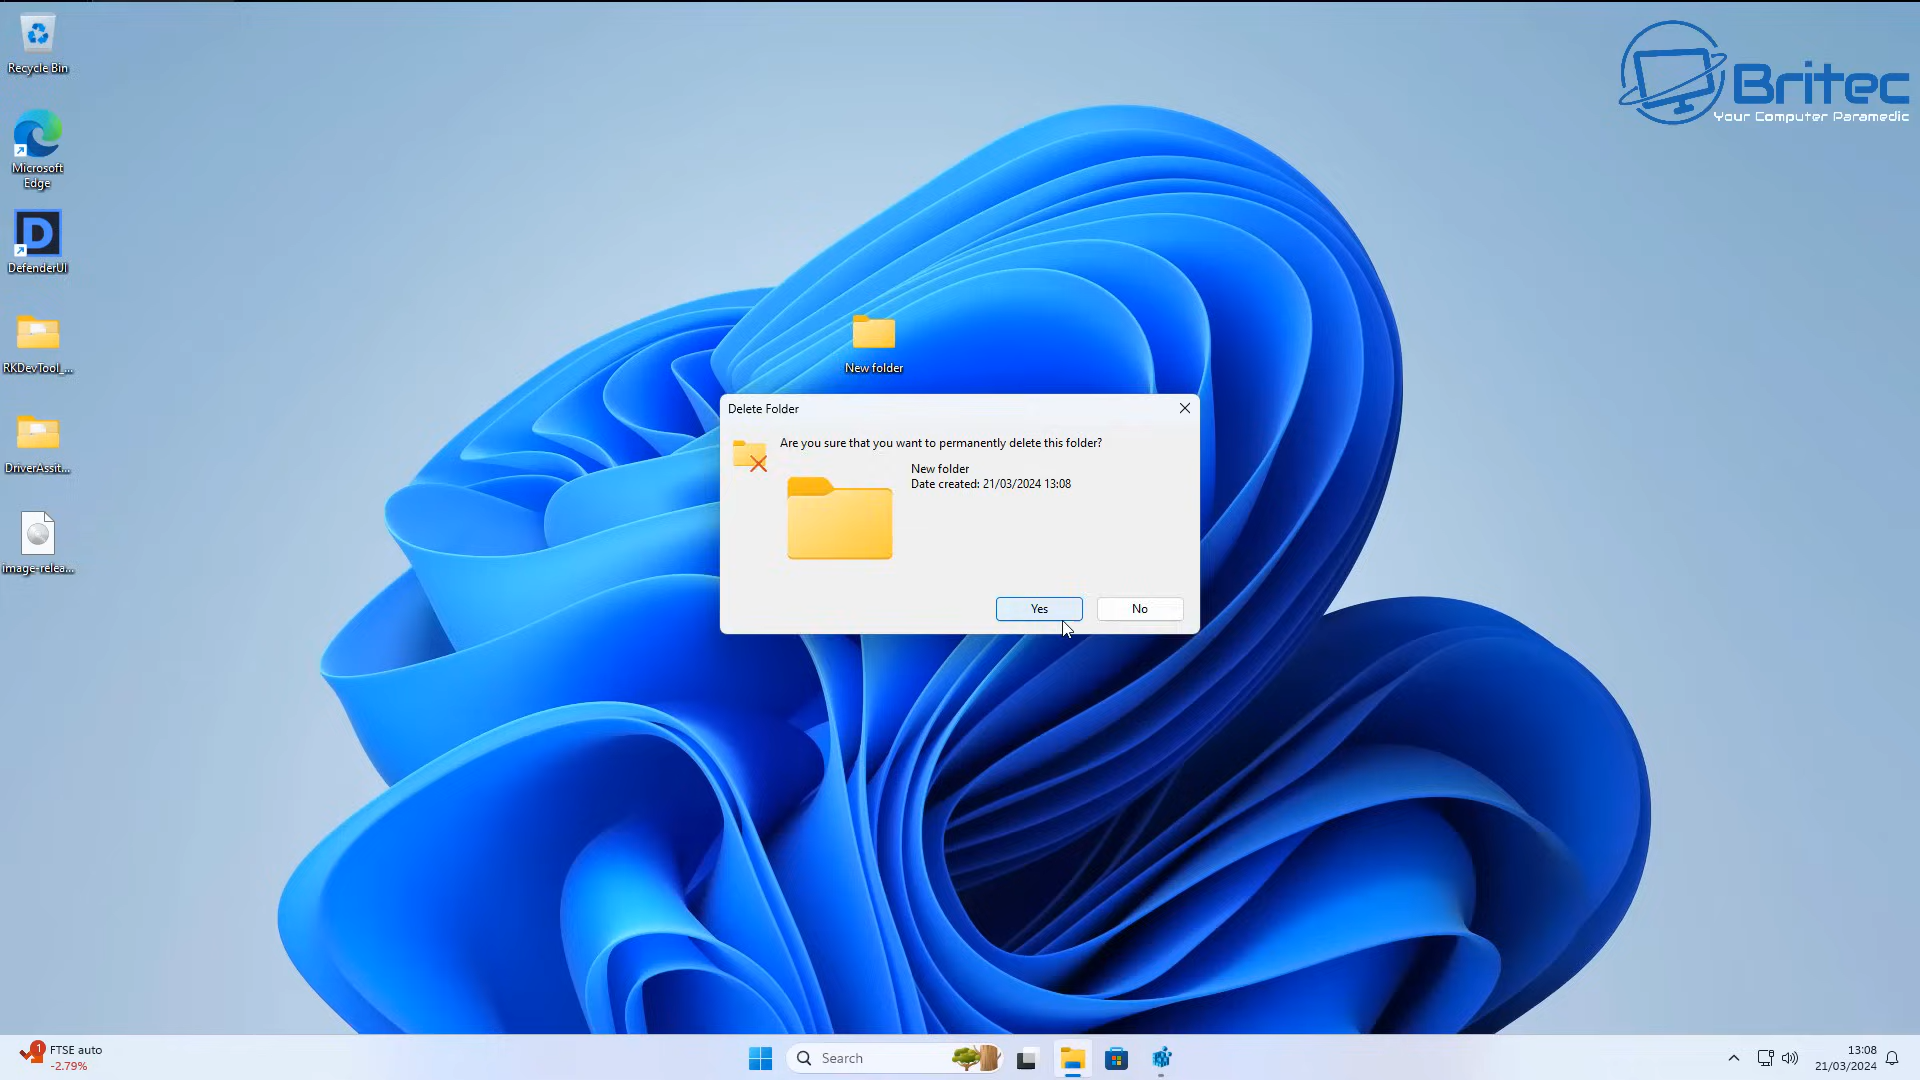 Recycle Bin
Microsoft
Edge
D
DefenderUI
RKDevTool_...
DriverAssit...
image-relea...
Britec
Your Computer Paramedic
New folder
Delete Folder
Are you sure that you want to permanently delete this folder?
New folder
Date created: 21/03/2024 13:08
Yes
No
1
FTSE auto
-2.79%
Search
13:08
21/03/2024